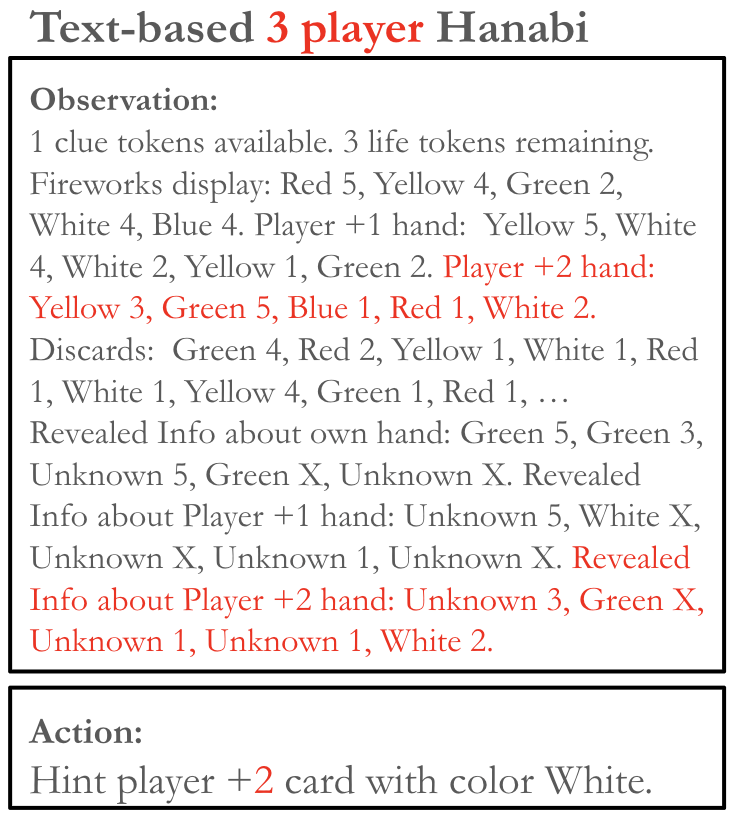 Text-based 3 player Hanabi
Observation:
1 clue tokens available. 3 life tokens remaining.
Fireworks display: Red 5, Yellow 4, Green 2,
White 4, Blue 4. Player +1 hand:  Yellow 5, White
4, White 2, Yellow 1, Green 2. Player +2 hand:
Yellow 3, Green 5, Blue 1, Red 1, White 2.
Discards:  Green 4, Red 2, Yellow 1, White 1, Red
1, White 1, Yellow 4, Green 1, Red 1, …
Revealed Info about own hand: Green 5, Green 3,
Unknown 5, Green X, Unknown X. Revealed
Info about Player +1 hand: Unknown 5, White X,
Unknown X, Unknown 1, Unknown X. Revealed
Info about Player +2 hand: Unknown 3, Green X,
Unknown 1, Unknown 1, White 2.
Action:
Hint player +2 card with color White.